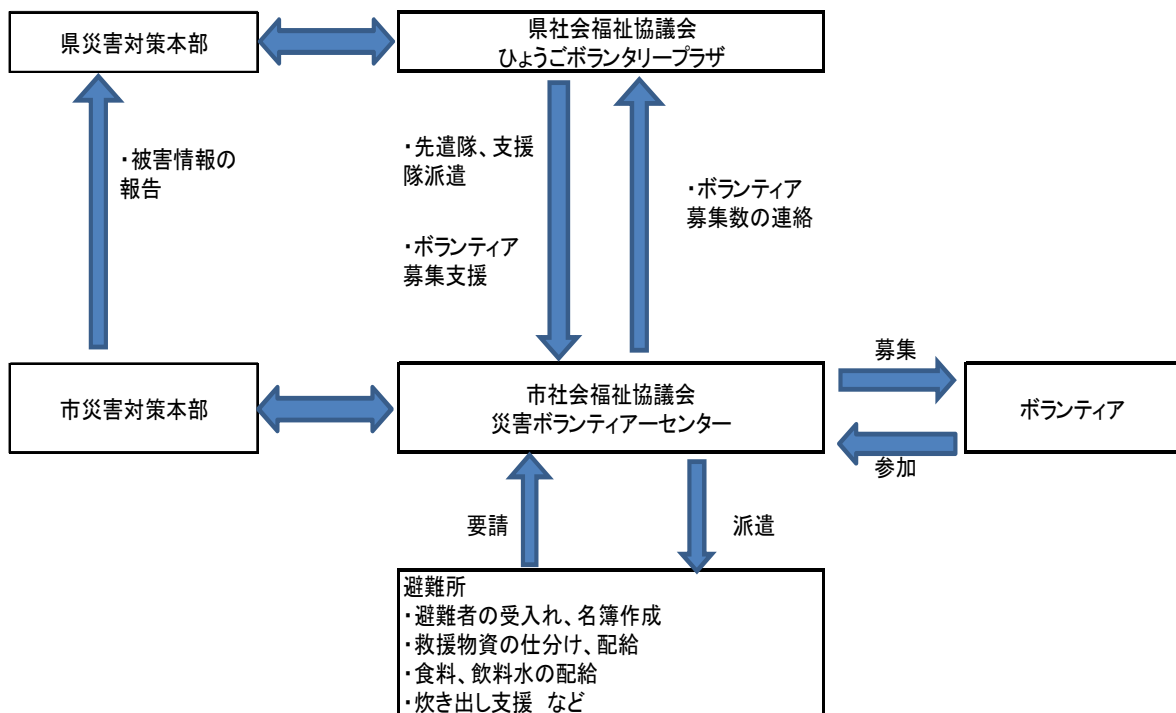 県災害対策本部
県社会福祉協議会
ひょうごボランタリープラザ
・被害情報の
報告
・先遣隊、支援
隊派遣
・ボランティア
募集支援
・ボランティア
募集数の連絡
市災害対策本部
市社会福祉協議会
災害ボランティアーセンター
募集
参加
ボランティア
要請
派遣
避難所
・避難者の受入れ、名簿作成
・救援物資の仕分け、配給
・食料、飲料水の配給
・炊き出し支援 など